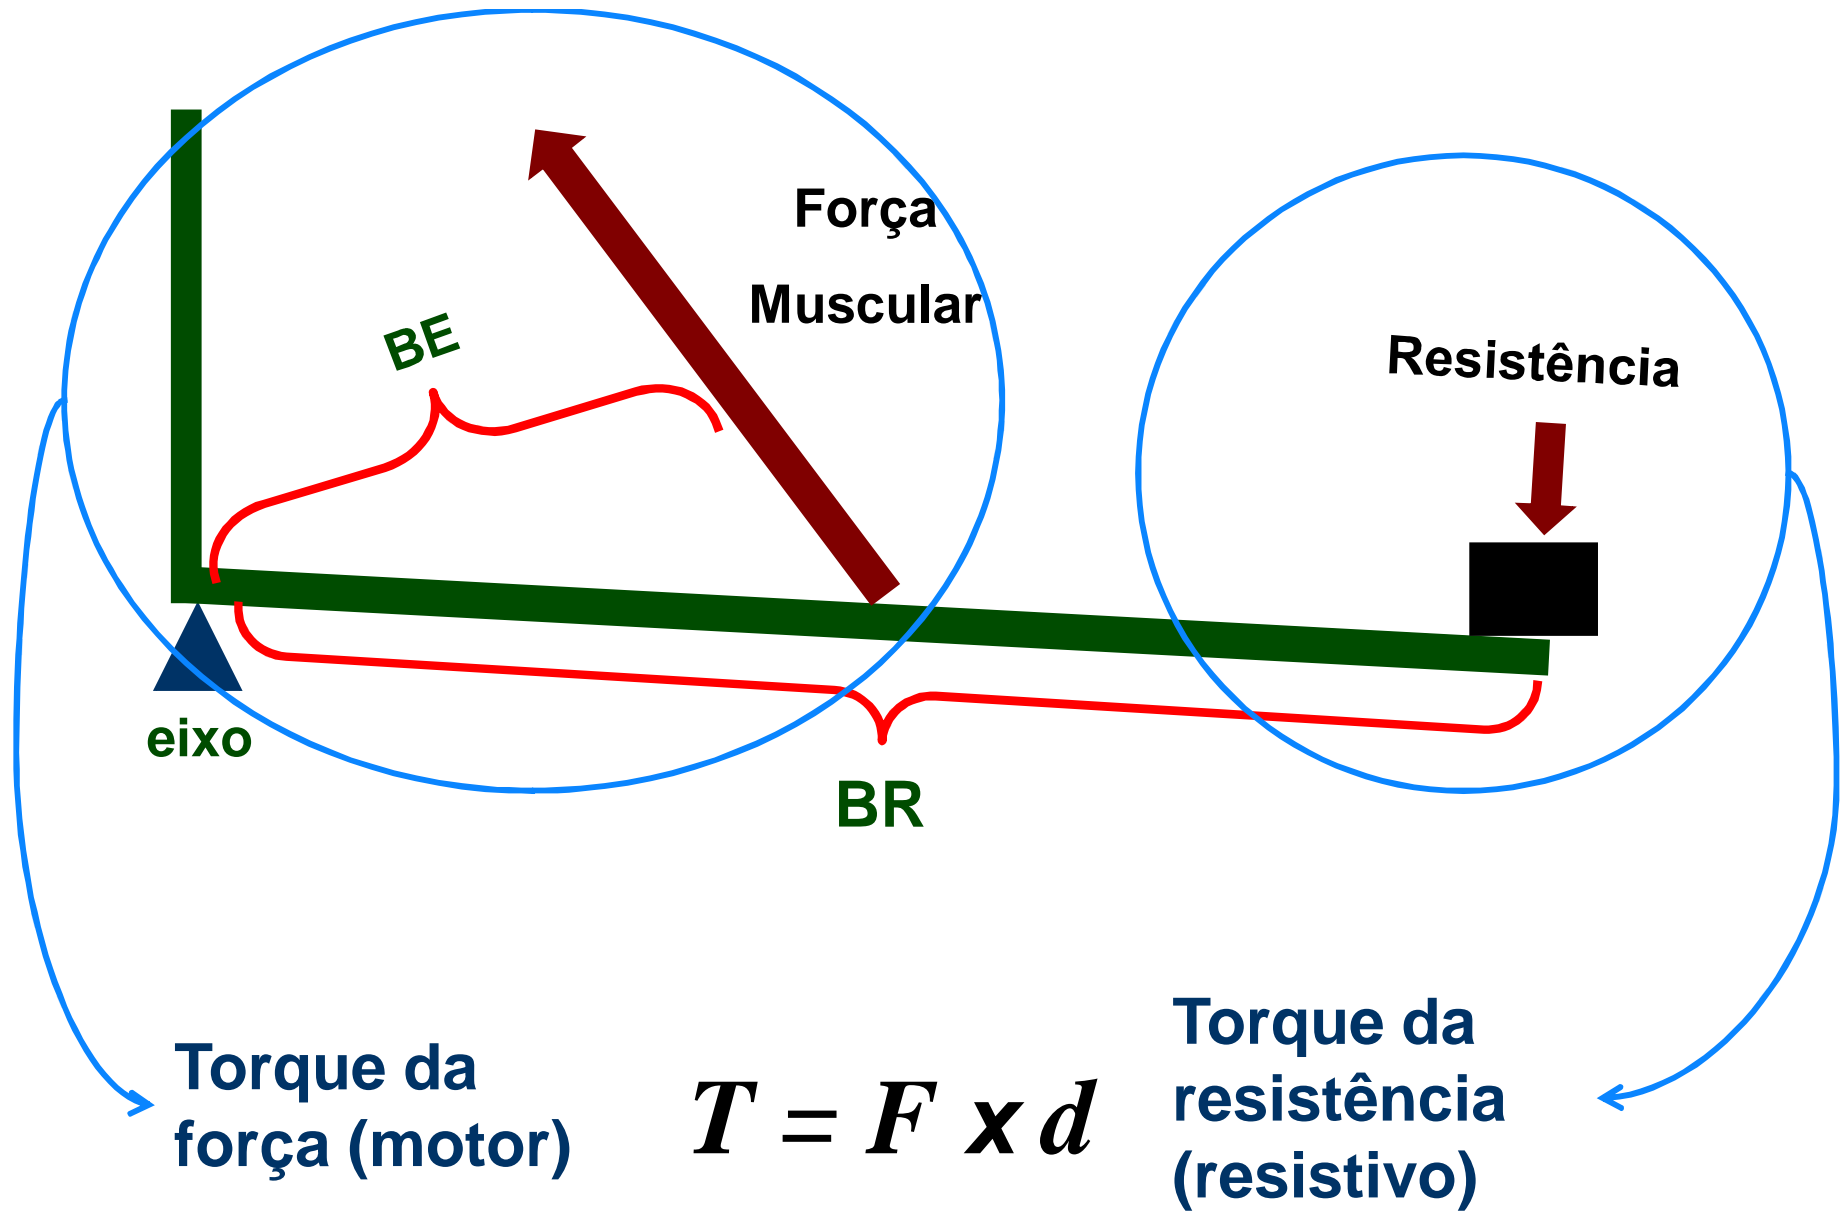 Força
Muscular
BE
Resistência
eixo
BR
Torque da
força (motor)
T = F x d
Torque da
resistência
(resistivo)